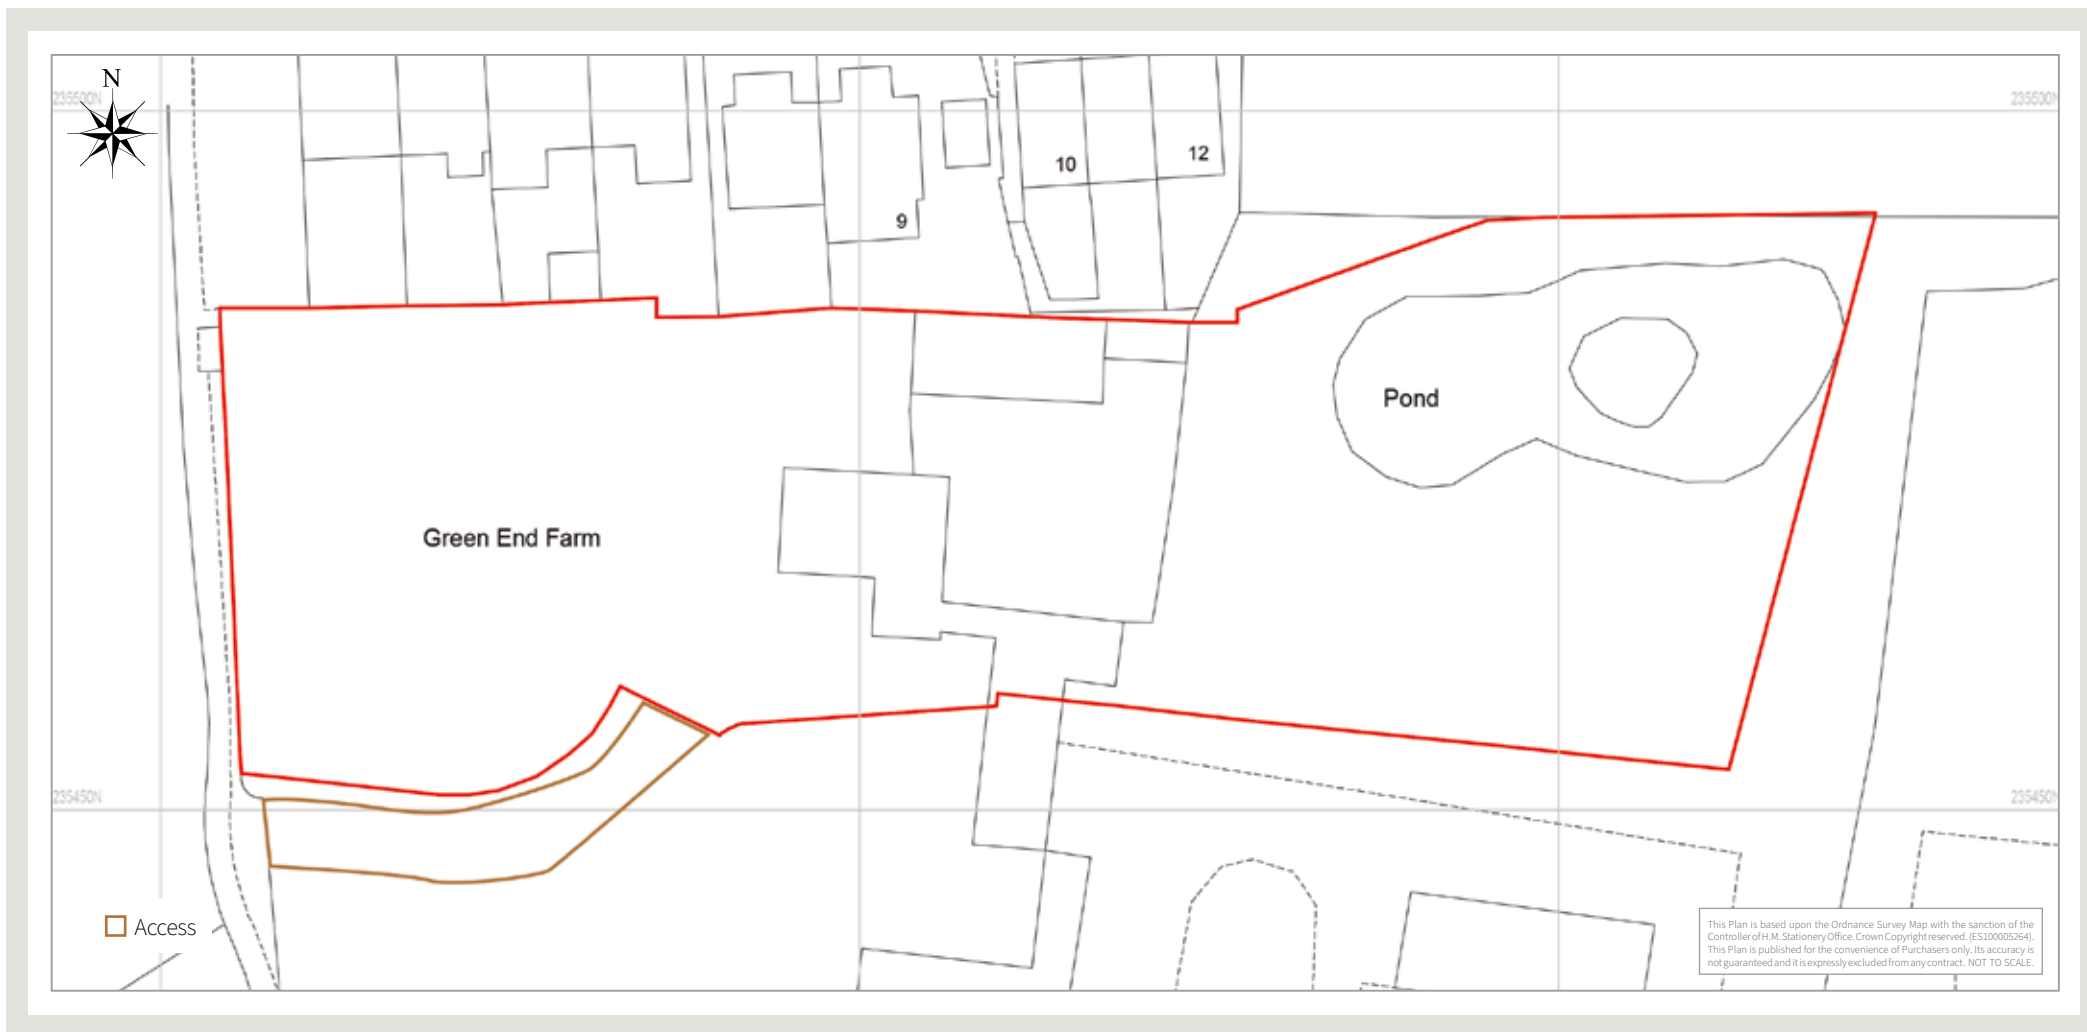 N
235500N
235500N
10
12
9
Pond
Green End Farm
235450N
235450N
Access
This Plan is based upon the Ordnance Survey Map with the sanction of the
Controller of H.M. Stationery Office. Crown Copyright reserved. (ES100005264).
This Plan is published for the convenience of Purchasers only. Its accuracy is
not guaranteed and it is expressly excluded from any contract. NOT TO SCALE.